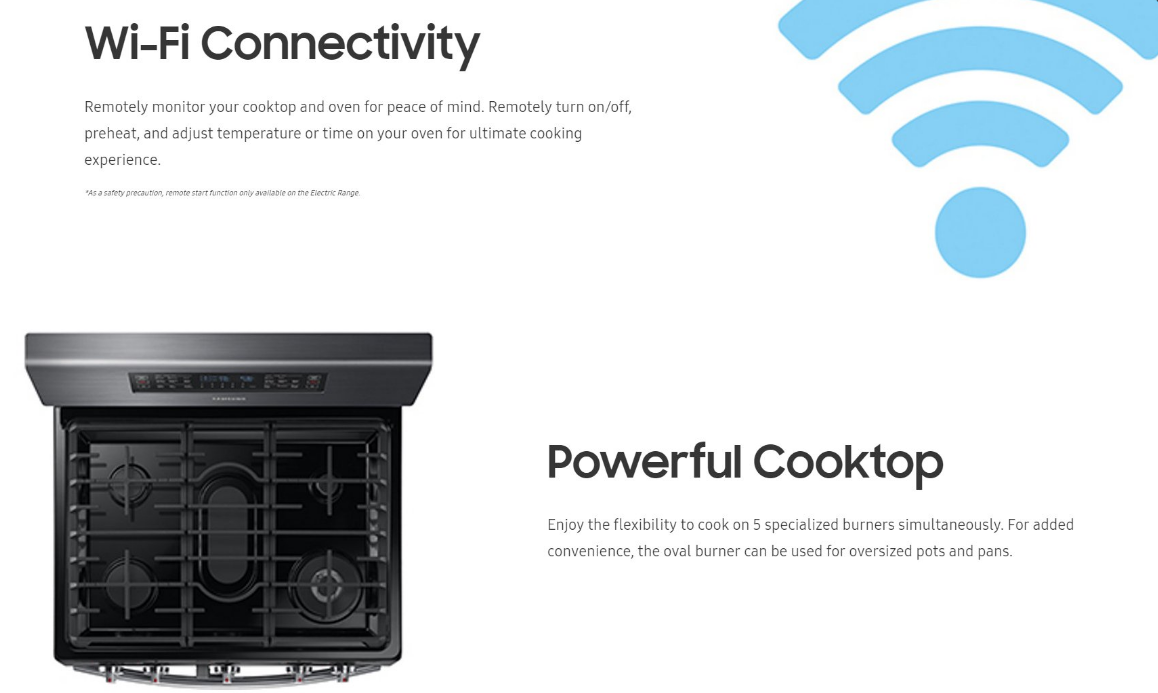 Wi-Fi Connectivity
Remotely monitor your cooktop and oven for peace of mind. Remotely turn on/off,
preheat, and adjust temperature or time on your oven for ultimate cooking
experience.
*As a safety precaution, remote start function only available on the Electric Range.
SAMSUNG
Powerful Cooktop
Enjoy the flexibility to cook on 5 specialized burners simultaneously. For added
convenience, the oval burner can be used for oversized pots and pans.